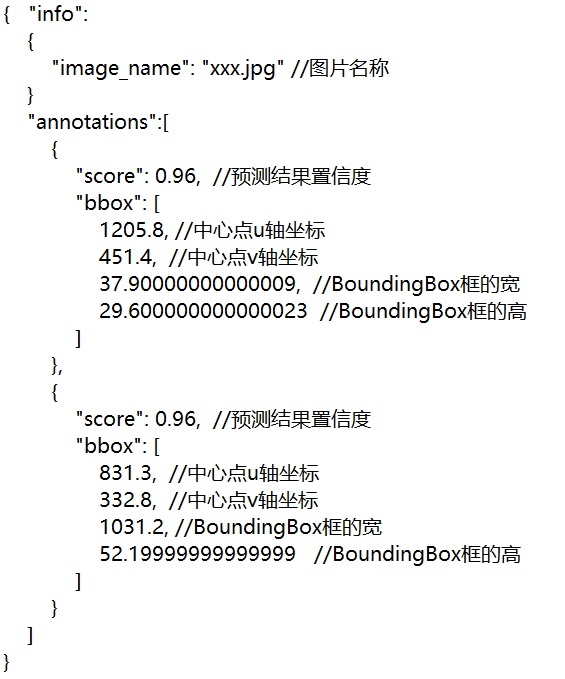 {   "info":
{
"image_name": "xxx.jpg" //图片名称
}
"annotations":[
{
"score": 0.96,  //预测结果置信度
"bbox": [
1205.8, //中心点u轴坐标
451.4,  //中心点v轴坐标
37.90000000000009,  //BoundingBox框的宽
29.600000000000023  //BoundingBox框的高
]
},
{
"score": 0.96,  //预测结果置信度
"bbox": [
831.3,  //中心点u轴坐标
332.8,  //中心点v轴坐标
1031.2, //BoundingBox框的宽
52.19999999999999   //BoundingBox框的高
]
}
]
}